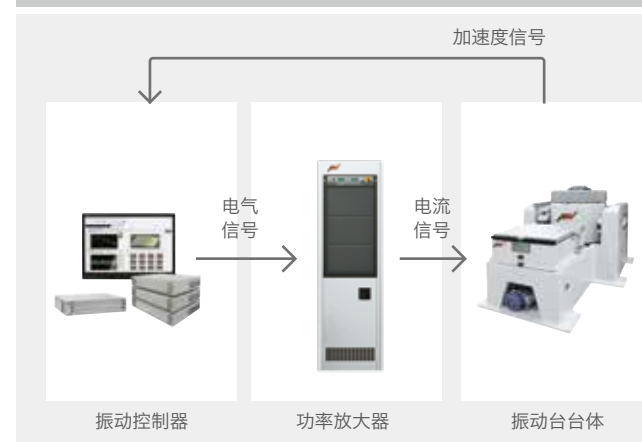 加速度信号
电气
信号
电流
信号
振动控制器
功率放大器
振动台台体